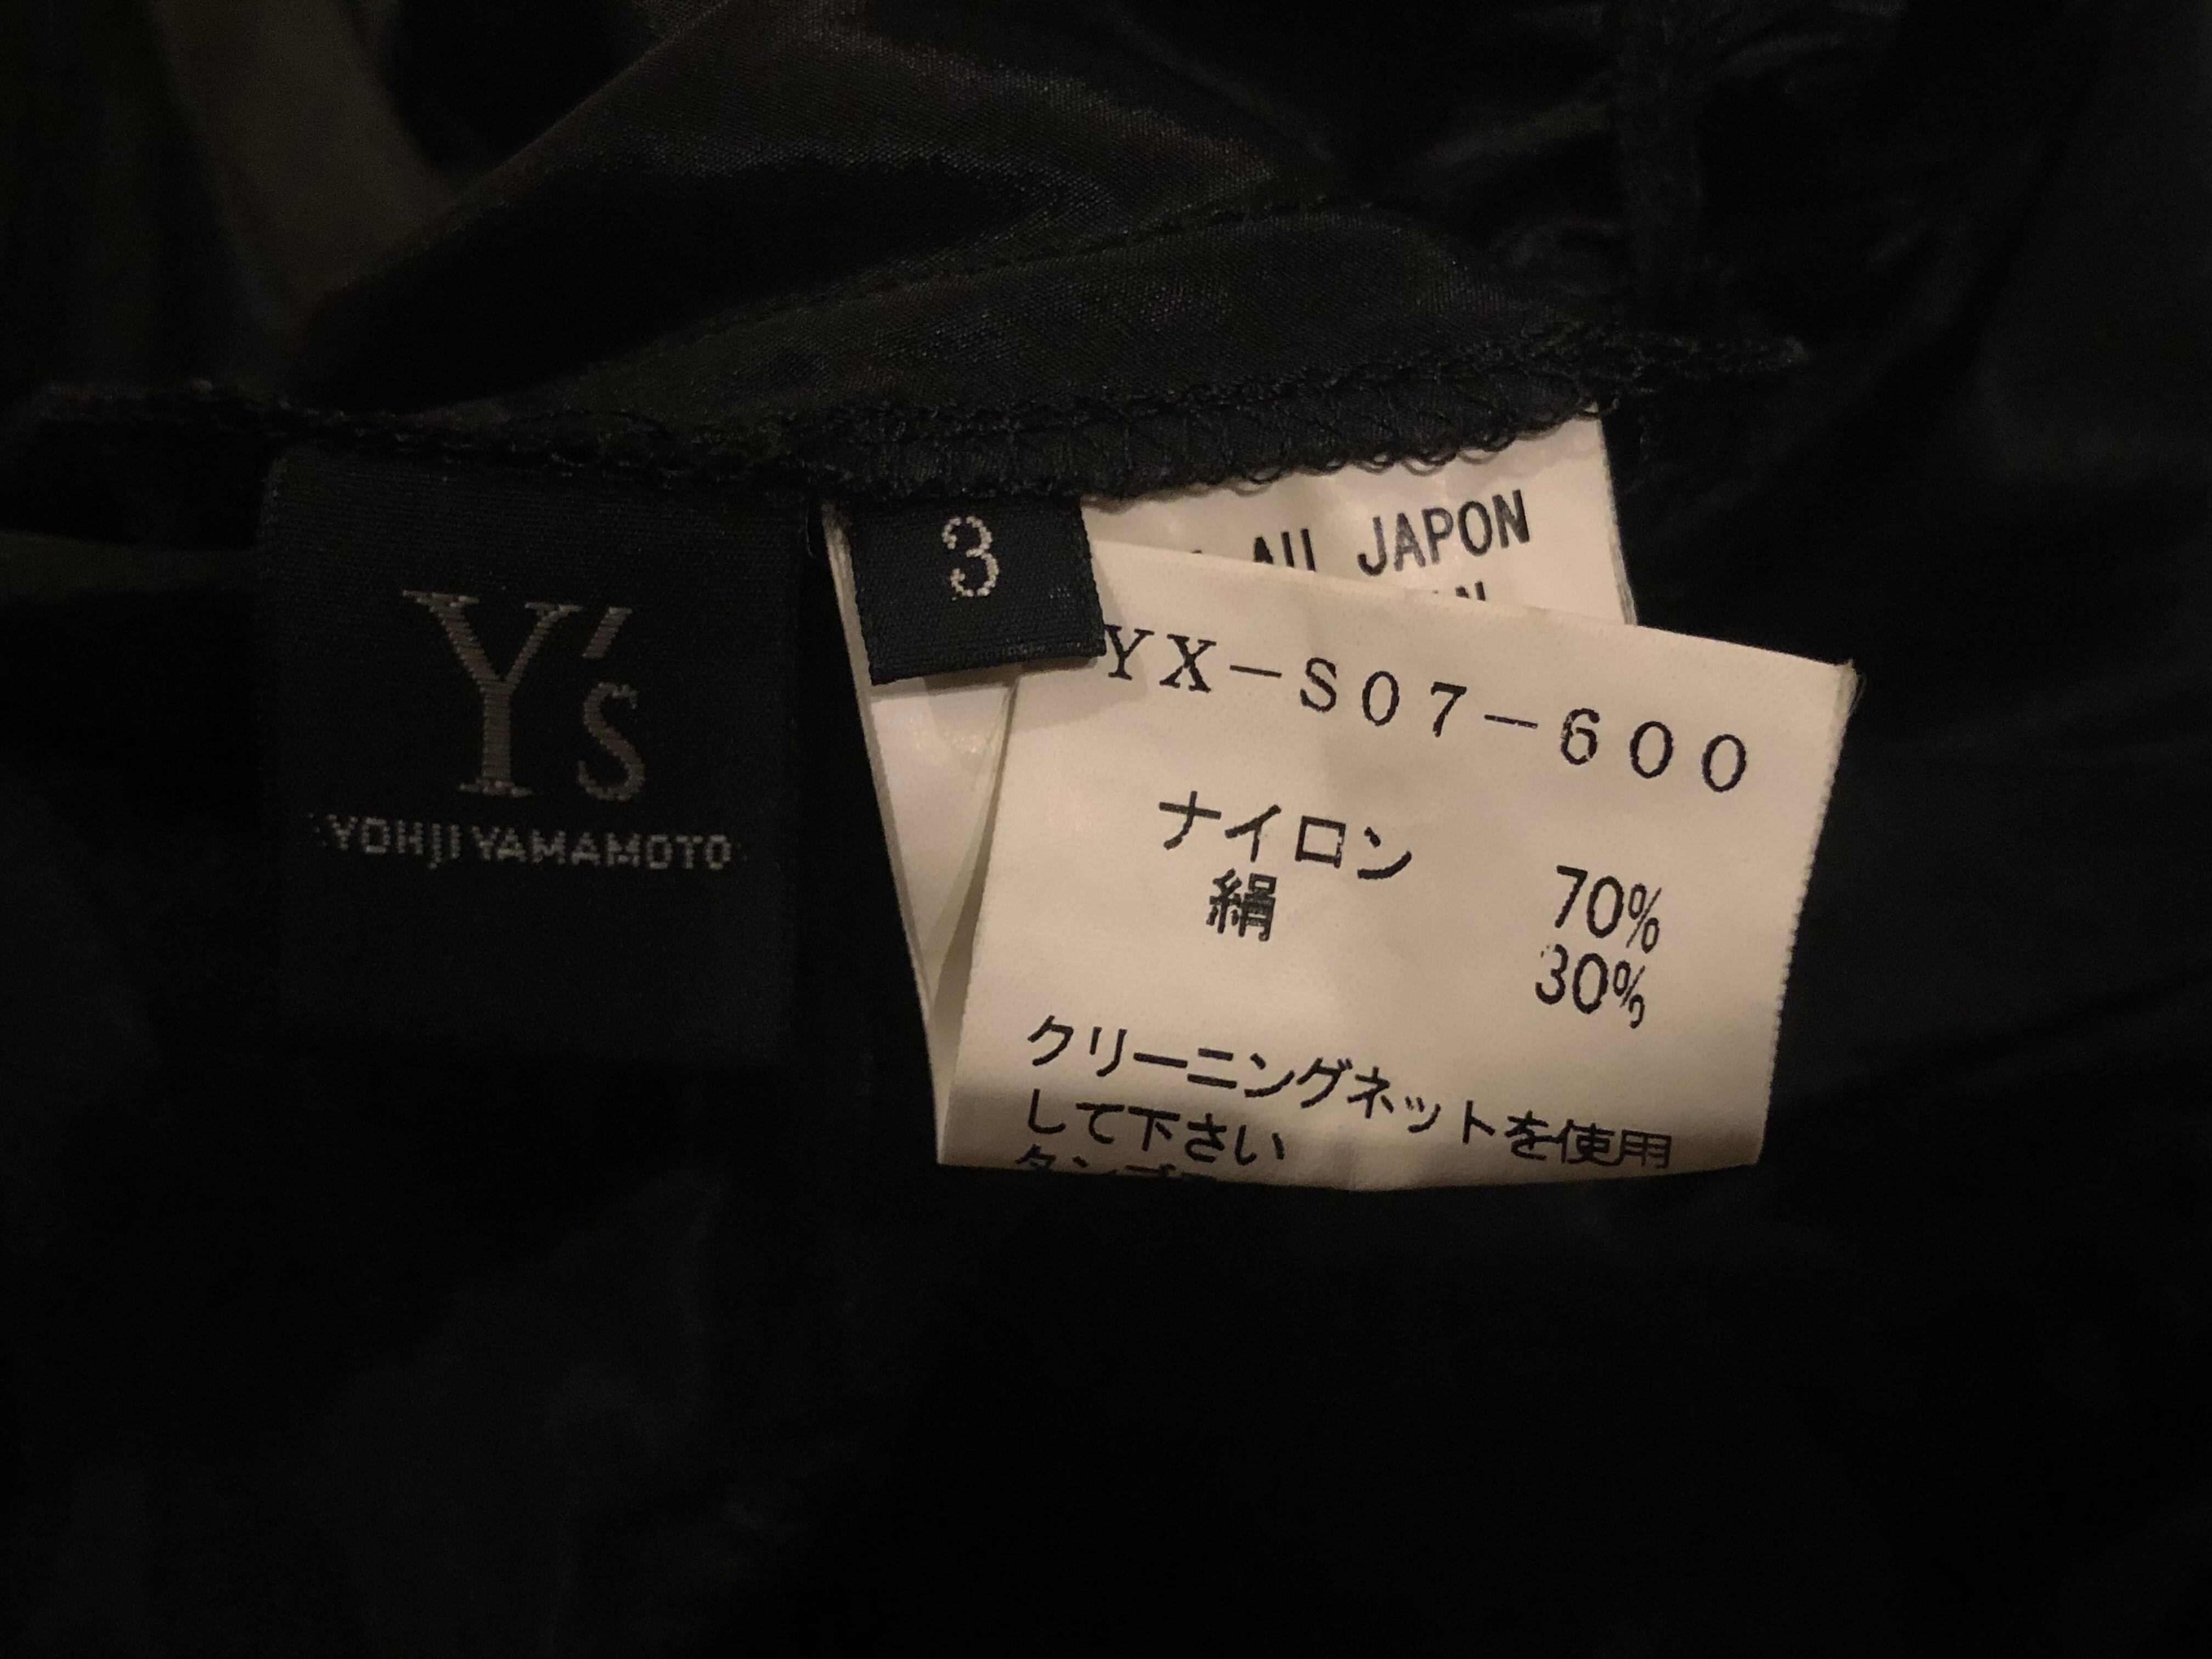 Y's
YOHJI YAMAMOTO
3
AU JAPON
YX-S07-600
ナイロン 70%
絹 30%
クリーニングネットを使用
して下さい